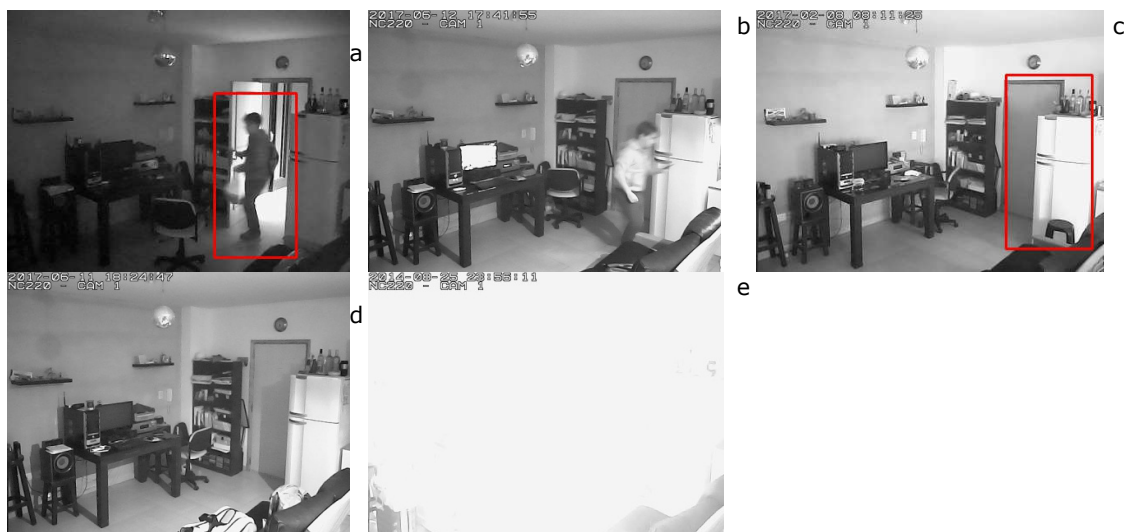 a
2017-06-12 17:41:55
NC220 - CAM 1
b
2017-02-08 08:11:25
NC220 - CAM 1
c
2017-06-11 18:24:47
NC220 - CAM 1
d
2014-08-25 23:55:11
NC220 - CAM 1
e